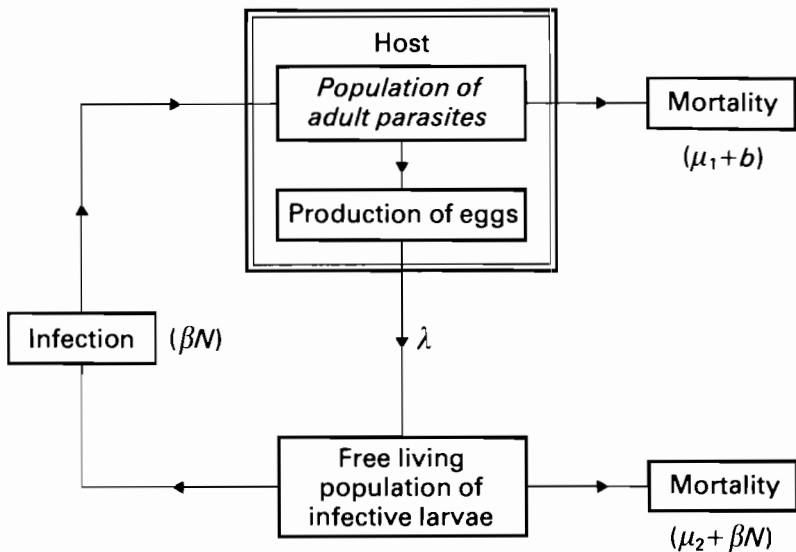 Host
Population of
adult parasites
Mortality
(μ₁+b)
Production of eggs
Infection
(βN)
λ
Free living
population of
infective larvae
Mortality
(μ₂+βN)